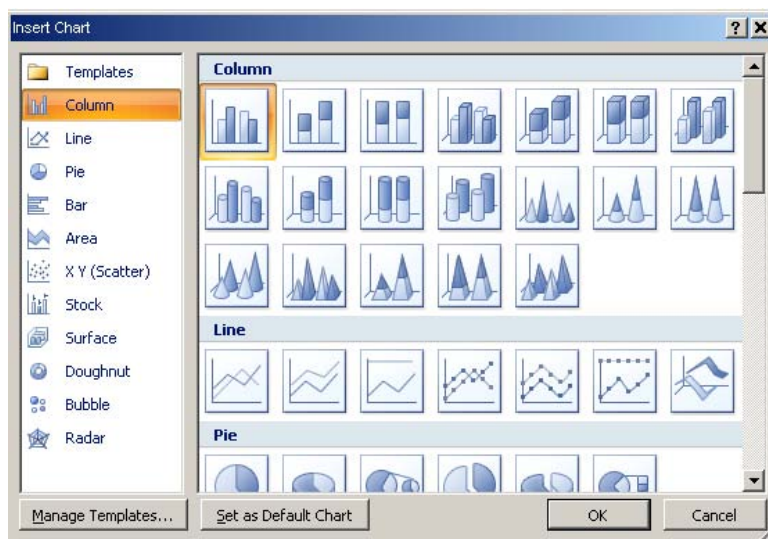 Insert Chart
Templates
Column
Line
Pie
Bar
Area
X Y (Scatter)
Stock
Surface
Doughnut
Bubble
Radar
Column
Line
Pie
Manage Templates...
Set as Default Chart
OK
Cancel